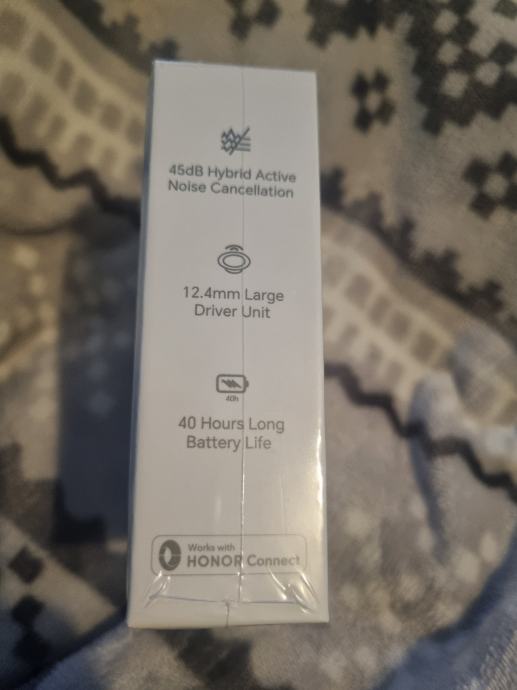 45dB Hybrid Active
Noise Cancellation
12.4mm Large
Driver Unit
40h
40 Hours Long
Battery Life
Works with
HONOR Connect